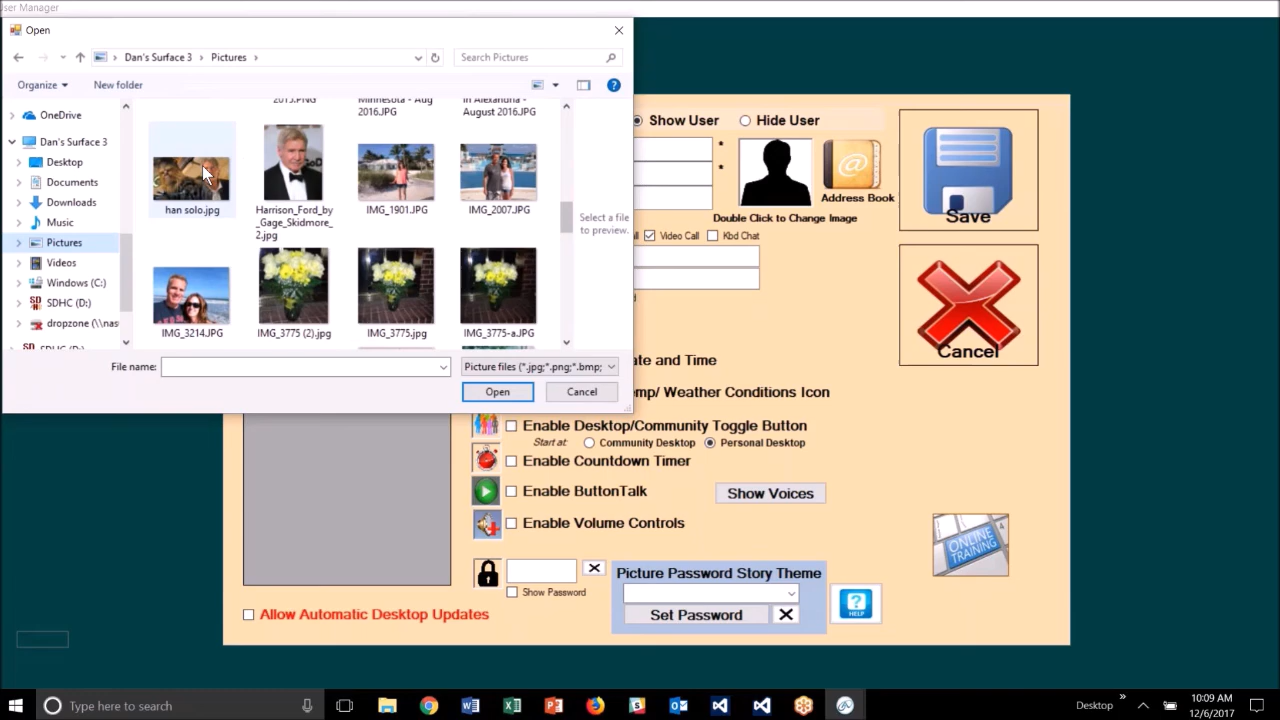 User Manager
Open
Dan's Surface 3
Pictures
Search Pictures
Organize
New folder
OneDrive
Dan's Surface 3
Desktop
Documents
Downloads
Music
Pictures
Videos
Windows (C:)
SDHC (D:)
dropzone (\\nas
SDHC (D:)
2015.PNG
Minnesota - Aug
2016.JPG
in Alexandria -
August 2016.JPG
han solo.jpg
Harrison_Ford_by
_Gage_Skidmore_
2.jpg
IMG_1901.JPG
IMG_2007.JPG
IMG_3214.JPG
IMG_3775 (2).jpg
IMG_3775.jpg
IMG_3775-a.JPG
Select a file
to preview.
File name:
Picture files (*.jpg;*.png;*.bmp;
Open
Cancel
Show User
Hide User
*
*
Address Book
Double Click to Change Image
Video Call
Kbd Chat
Save
Cancel
ate and Time
mp/ Weather Conditions Icon
Enable Desktop/Community Toggle Button
Start at:
Community Desktop
Personal Desktop
Enable Countdown Timer
Enable ButtonTalk
Show Voices
Enable Volume Controls
ONLINE
TRAINING
Show Password
Picture Password Story Theme
Set Password
X
HELP
Allow Automatic Desktop Updates
Type here to search
Desktop
10:09 AM
12/6/2017